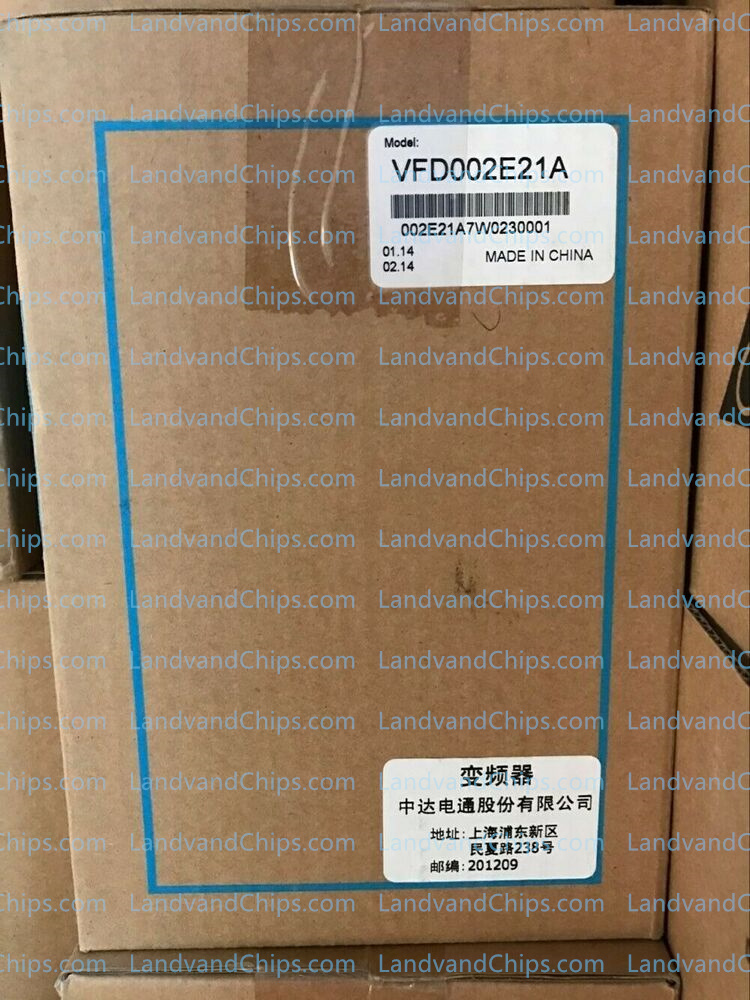 Model:
VFD002E21A
002E21A7W0230001
01.14
02.14
MADE IN CHINA
变频器
中达电通股份有限公司
地址:上海浦东新区
民夏路238号
邮编:201209
LandvandChips.com